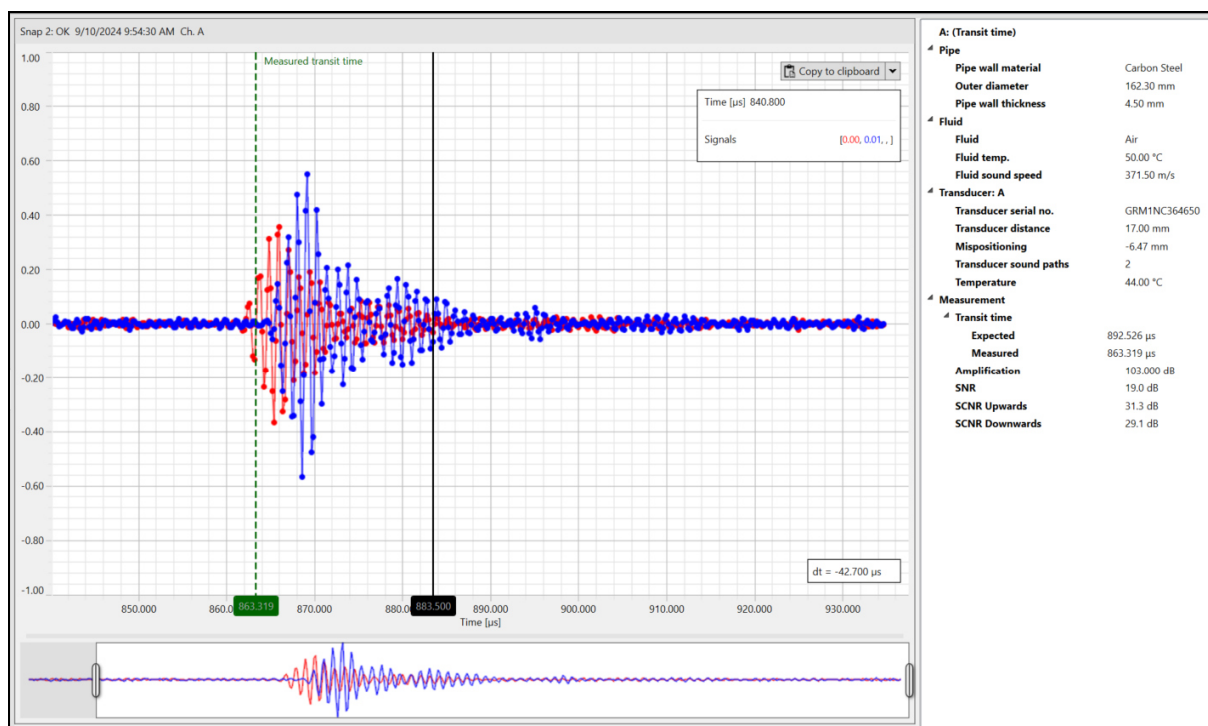 Snap 2: OK 9/10/2024 9:54:30 AM Ch. A
Measured transit time
Copy to clipboard
Time [µs] 840.800
Signals [0.00, 0.01, , ]
1.00
0.80
0.60
0.40
0.20
0.00
-0.20
-0.40
-0.60
-0.80
-1.00
dt = -42.700 µs
850.000 860.0 863.319 870.000 880.0 883.500 890.000 900.000 910.000 920.000 930.000
Time [µs]
A: (Transit time)
Pipe
Pipe wall material Carbon Steel
Outer diameter 162.30 mm
Pipe wall thickness 4.50 mm
Fluid
Fluid Air
Fluid temp. 50.00 °C
Fluid sound speed 371.50 m/s
Transducer: A
Transducer serial no. GRM1NC364650
Transducer distance 17.00 mm
Mispositioning -6.47 mm
Transducer sound paths 2
Temperature 44.00 °C
Measurement
Transit time
Expected 892.526 µs
Measured 863.319 µs
Amplification 103.000 dB
SNR 19.0 dB
SCNR Upwards 31.3 dB
SCNR Downwards 29.1 dB